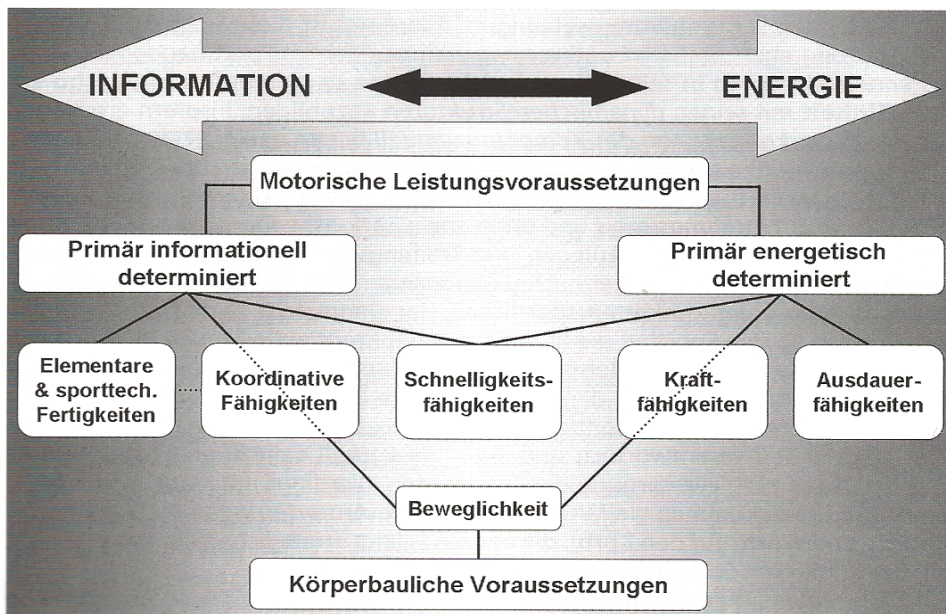 INFORMATION
ENERGIE
Motorische Leistungsvoraussetzungen
Primär informationell
determiniert
Primär energetisch
determiniert
Elementare
& sporttech.
Fertigkeiten
Koordinative
Fähigkeiten
Schnelligkeits-
fähigkeiten
Kraft-
fähigkeiten
Ausdauer-
fähigkeiten
Beweglichkeit
Körperbauliche Voraussetzungen